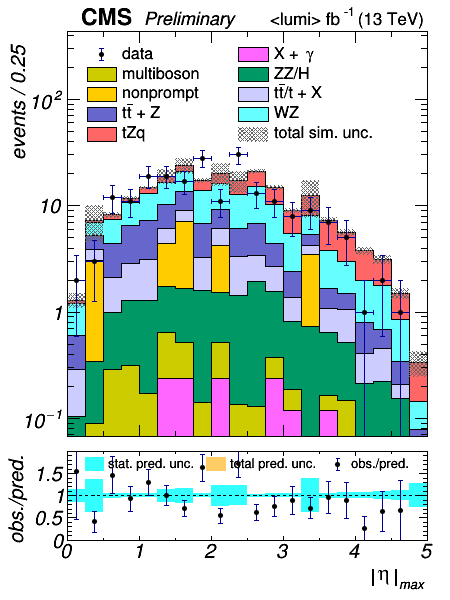 CMS Preliminary <lumi> fb⁻¹ (13 TeV)
events / 0.25
data
multiboson
nonprompt
tt̄ + Z
tZq
X + γ
ZZ/H
tt̄/t + X
WZ
total sim. unc.
10²
10
1
10⁻¹
obs./pred.
stat. pred. unc. total pred. unc. obs./pred.
1.5
1
0.5
0
0 1 2 3 4 5
|η|max